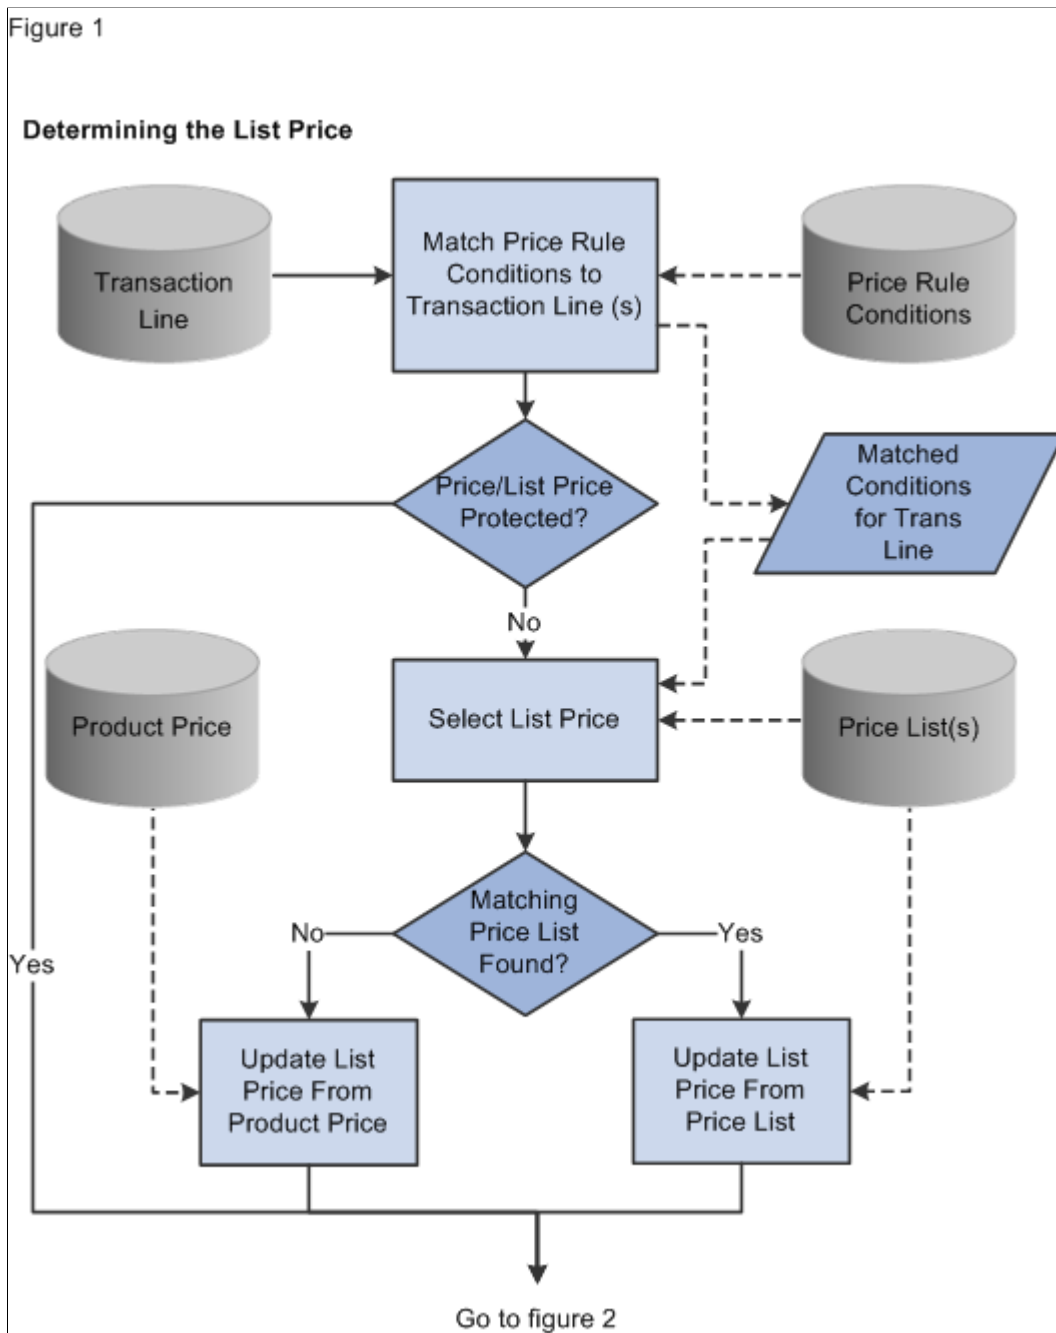 Figure 1
Determining the List Price
Transaction
Line
Match Price Rule
Conditions to
Transaction Line (s)
Price Rule
Conditions
Price/List Price
Protected?
Matched
Conditions
for Trans
Line
No
Product Price
Select List Price
Price List(s)
Matching
Price List
Found?
No
Yes
Yes
Update List
Price From
Product Price
Update List
Price From
Price List
Go to figure 2